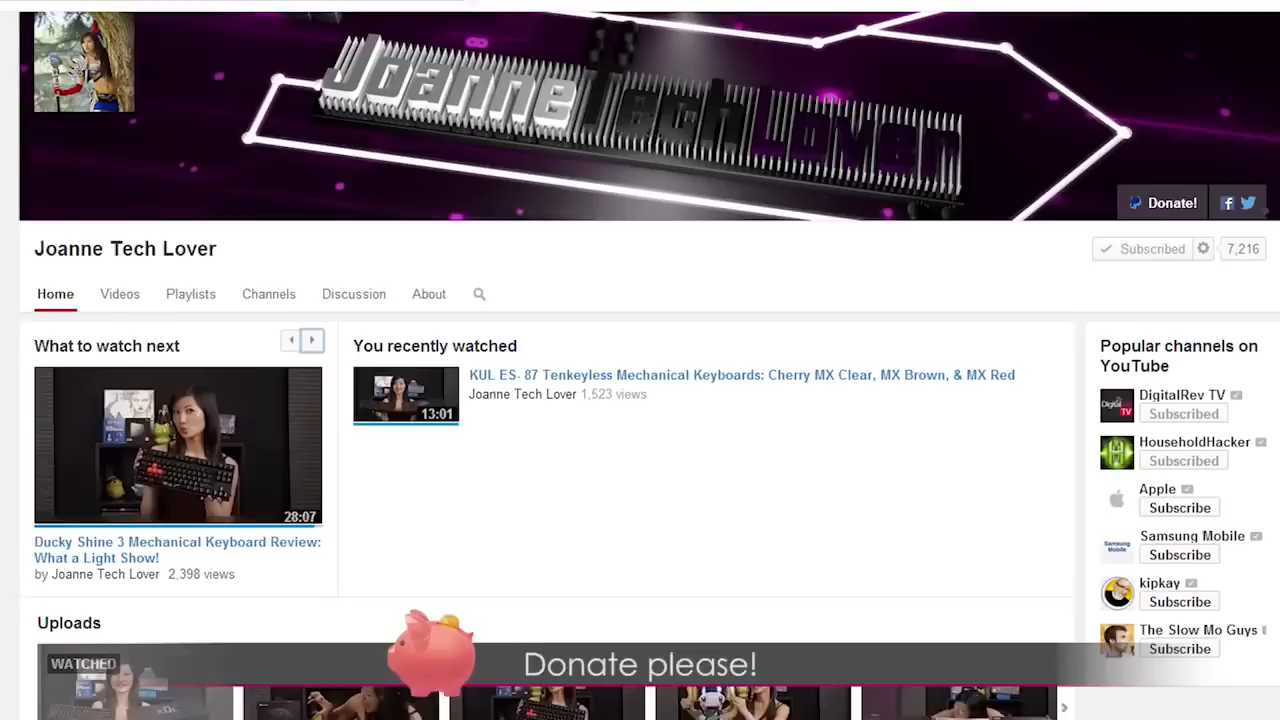 Joanne Tech Lover
Donate!
Joanne Tech Lover
Subscribed
7,216
Home
Videos
Playlists
Channels
Discussion
About
What to watch next
28:07
Ducky Shine 3 Mechanical Keyboard Review:
What a Light Show!
by Joanne Tech Lover 2,398 views
You recently watched
13:01
KUL ES- 87 Tenkeyless Mechanical Keyboards: Cherry MX Clear, MX Brown, & MX Red
Joanne Tech Lover 1,523 views
Popular channels on
YouTube
DigitalRev TV
Subscribed
HouseholdHacker
Subscribed
Apple
Subscribe
Samsung Mobile
Samsung Mobile
Subscribe
kipkay
Subscribe
The Slow Mo Guys
Subscribe
Uploads
WATCHED
Donate please!